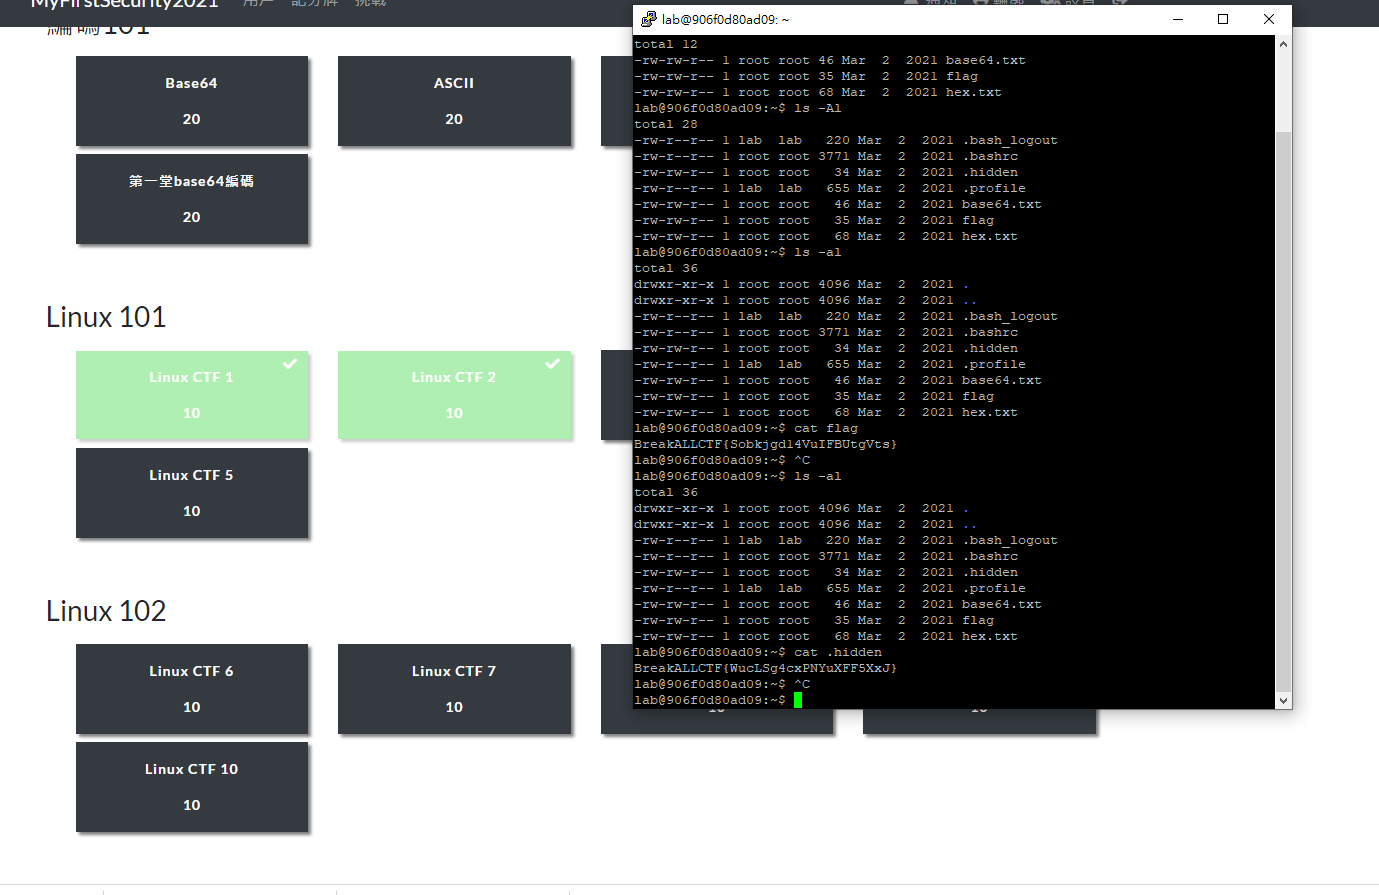 MyFirstSecurity2021 用戶 記分牌 挑戰
編碼101
Base64
20
ASCII
20
第一堂base64編碼
20
Linux 101
Linux CTF 1
10
Linux CTF 2
10
Linux CTF 5
10
Linux 102
Linux CTF 6
10
Linux CTF 7
10
10
10
Linux CTF 10
10
lab@906f0d80ad09: ~
total 12
-rw-rw-r-- 1 root root 46 Mar  2  2021 base64.txt
-rw-rw-r-- 1 root root 35 Mar  2  2021 flag
-rw-rw-r-- 1 root root 68 Mar  2  2021 hex.txt
lab@906f0d80ad09:~$ ls -Al
total 28
-rw-r--r-- 1 lab  lab   220 Mar  2  2021 .bash_logout
-rw-rw-r-- 1 root root 3771 Mar  2  2021 .bashrc
-rw-rw-r-- 1 root root   34 Mar  2  2021 .hidden
-rw-r--r-- 1 lab  lab   655 Mar  2  2021 .profile
-rw-rw-r-- 1 root root   46 Mar  2  2021 base64.txt
-rw-rw-r-- 1 root root   35 Mar  2  2021 flag
-rw-rw-r-- 1 root root   68 Mar  2  2021 hex.txt
lab@906f0d80ad09:~$ ls -al
total 36
drwxr-xr-x 1 root root 4096 Mar  2  2021 .
drwxr-xr-x 1 root root 4096 Mar  2  2021 ..
-rw-r--r-- 1 lab  lab   220 Mar  2  2021 .bash_logout
-rw-rw-r-- 1 root root 3771 Mar  2  2021 .bashrc
-rw-rw-r-- 1 root root   34 Mar  2  2021 .hidden
-rw-r--r-- 1 lab  lab   655 Mar  2  2021 .profile
-rw-rw-r-- 1 root root   46 Mar  2  2021 base64.txt
-rw-rw-r-- 1 root root   35 Mar  2  2021 flag
-rw-rw-r-- 1 root root   68 Mar  2  2021 hex.txt
lab@906f0d80ad09:~$ cat flag
BreakALLCTF{Sobkjgdl4VuIFBUtgVts}
lab@906f0d80ad09:~$ ^C
lab@906f0d80ad09:~$ ls -al
total 36
drwxr-xr-x 1 root root 4096 Mar  2  2021 .
drwxr-xr-x 1 root root 4096 Mar  2  2021 ..
-rw-r--r-- 1 lab  lab   220 Mar  2  2021 .bash_logout
-rw-rw-r-- 1 root root 3771 Mar  2  2021 .bashrc
-rw-rw-r-- 1 root root   34 Mar  2  2021 .hidden
-rw-r--r-- 1 lab  lab   655 Mar  2  2021 .profile
-rw-rw-r-- 1 root root   46 Mar  2  2021 base64.txt
-rw-rw-r-- 1 root root   35 Mar  2  2021 flag
-rw-rw-r-- 1 root root   68 Mar  2  2021 hex.txt
lab@906f0d80ad09:~$ cat .hidden
BreakALLCTF{WucLSg4cxPNYuXFF5XxJ}
lab@906f0d80ad09:~$ ^C
lab@906f0d80ad09:~$